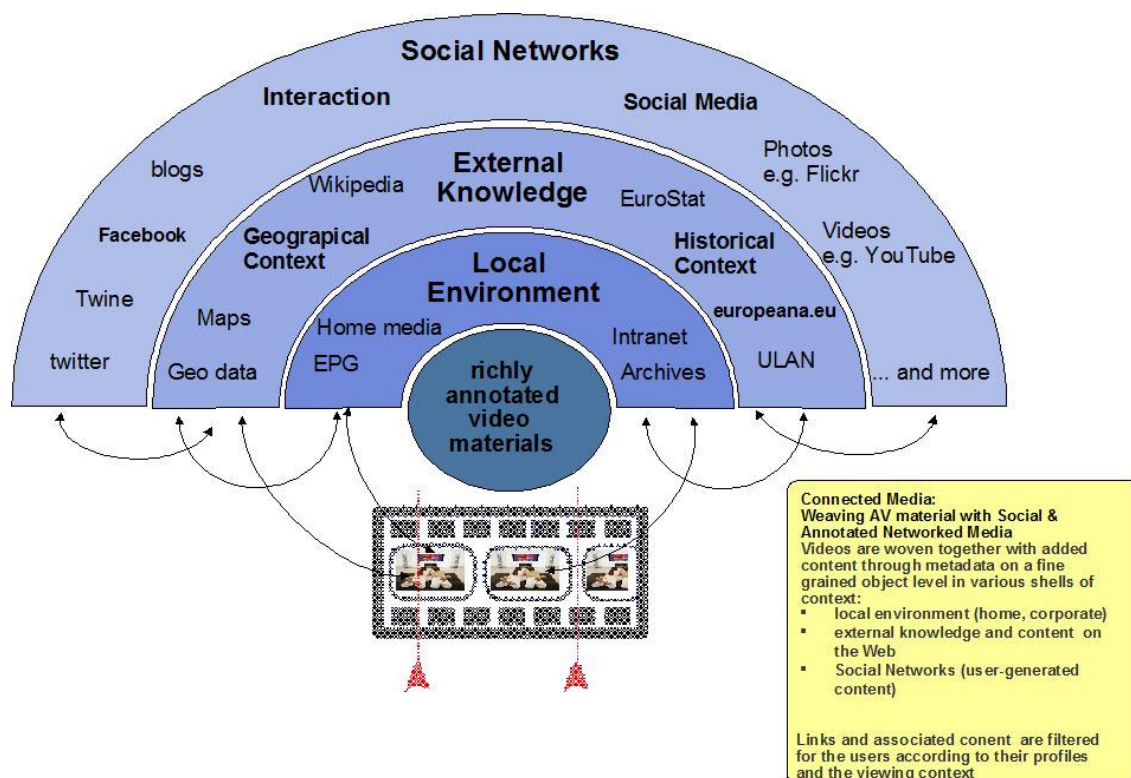 Social Networks
Interaction
Social Media
blogs
Photos
e.g. Flickr
Facebook
Videos
e.g. YouTube
Twine
twitter
... and more
External
Knowledge
Wikipedia
EuroStat
Geograpical
Context
Historical
Context
Maps
europeana.eu
Geo data
ULAN
Local
Environment
Home media
Intranet
EPG
Archives
richly
annotated
video
materials
Connected Media:
Weaving AV material with Social &
Annotated Networked Media
Videos are woven together with added
content through metadata on a fine
grained object level in various shells of
context:
▪ local environment (home, corporate)
▪ external knowledge and content on
the Web
▪ Social Networks (user-generated
content)
Links and associated conent are filtered
for the users according to their profiles
and the viewing context